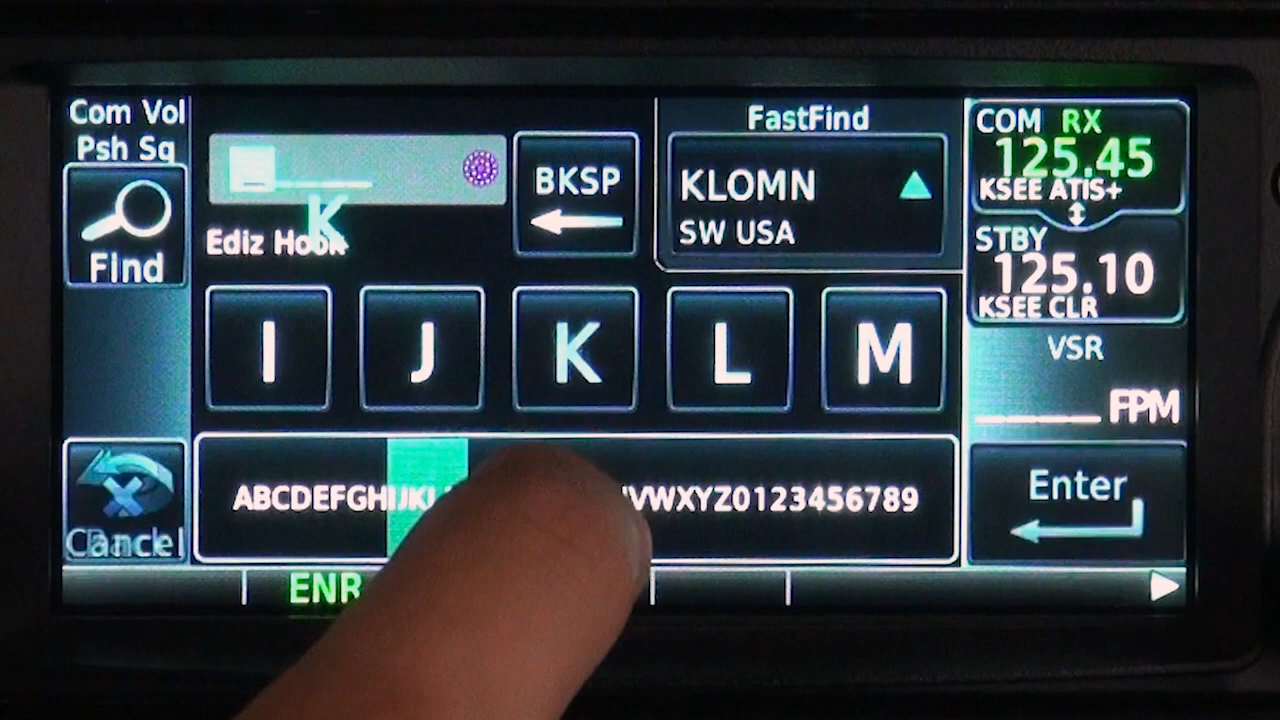 Com Vol
Psh Sq
Find
K
Ediz Hook
BKSP
FastFind
KLOMN
SW USA
COM RX
125.45
KSEE ATIS+
STBY
125.10
KSEE CLR
VSR
_____ FPM
I J K L M
ABCDEFGHIJKL VWXYZ0123456789
Cancel
Enter
ENR